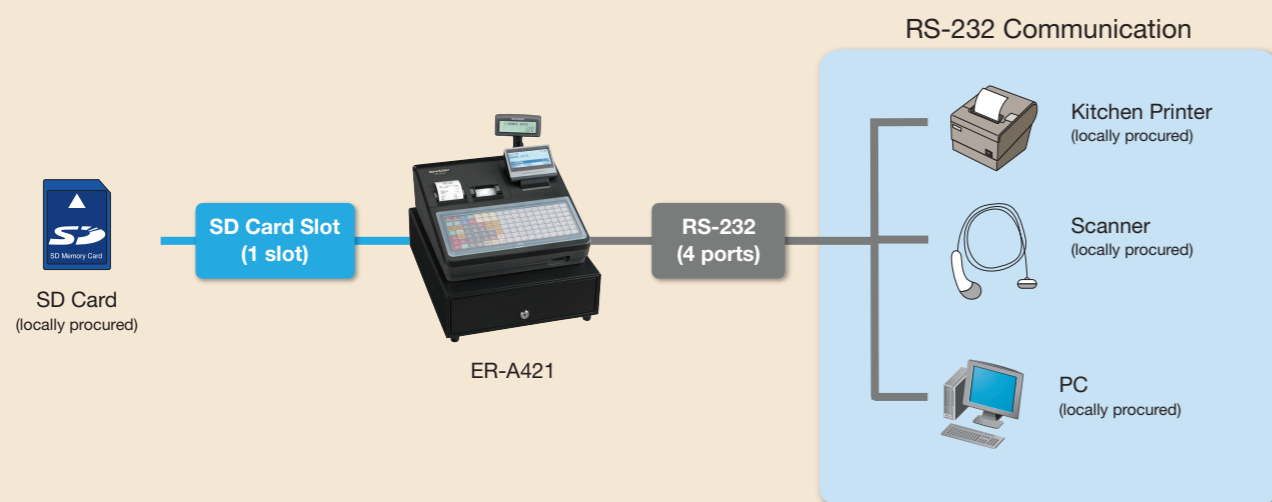 RS-232 Communication
Kitchen Printer
(locally procured)
SD Card Slot
(1 slot)
RS-232
(4 ports)
Scanner
(locally procured)
SD Memory Card
SD Card
(locally procured)
SHARP
ER-A421
PC
(locally procured)